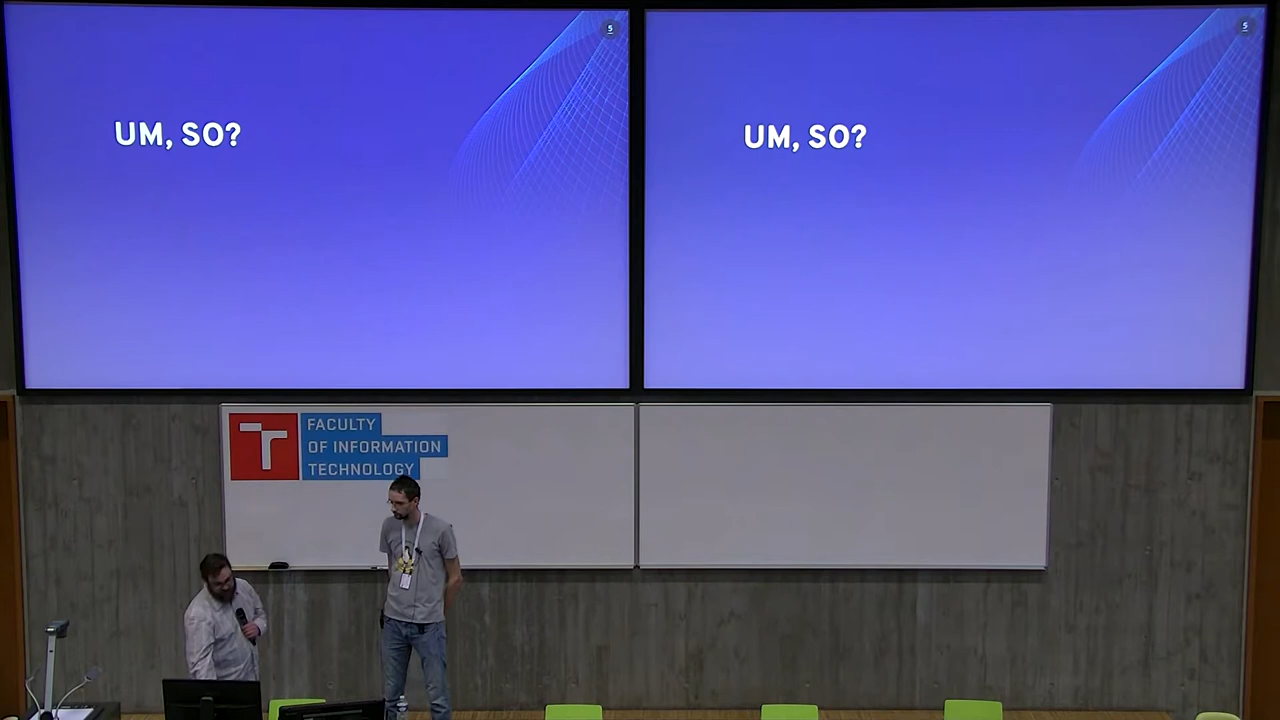 5
UM, SO?
5
UM, SO?
T
FACULTY
OF INFORMATION
TECHNOLOGY